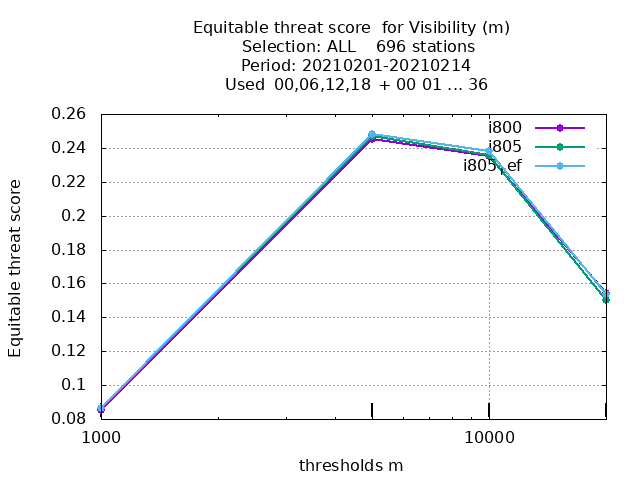 Equitable threat score  for Visibility (m)
Selection: ALL    696 stations
Period: 20210201-20210214
Used  00,06,12,18 + 00 01 ... 36
Equitable threat score
0.26
0.24
0.22
0.2
0.18
0.16
0.14
0.12
0.1
0.08
i800
i805
i805_ef
1000
10000
thresholds m